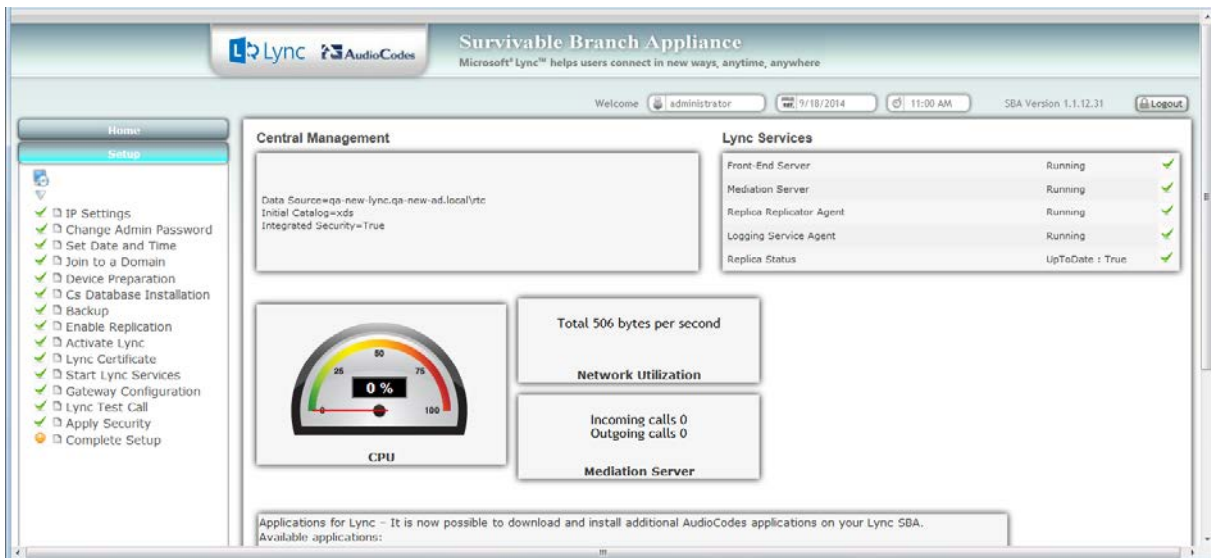 Lync AudioCodes
Survivable Branch Appliance
Microsoft® Lync™ helps users connect in new ways, anytime, anywhere
Welcome administrator 9/18/2014 11:00 AM SBA Version 1.1.12.31 Logout
Home
Setup
IP Settings
Change Admin Password
Set Date and Time
Join to a Domain
Device Preparation
Cs Database Installation
Backup
Enable Replication
Activate Lync
Lync Certificate
Start Lync Services
Gateway Configuration
Lync Test Call
Apply Security
Complete Setup
Central Management
Data Source=qa-new-lync.qa-new-ad.local\rtc
Initial Catalog=xds
Integrated Security=True
Lync Services
Front-End Server Running
Mediation Server Running
Replica Replicator Agent Running
Logging Service Agent Running
Replica Status UpToDate : True
0 25 50 75 100
0 %
CPU
Total 506 bytes per second
Network Utilization
Incoming calls 0
Outgoing calls 0
Mediation Server
Applications for Lync - It is now possible to download and install additional AudioCodes applications on your Lync SBA.
Available applications: